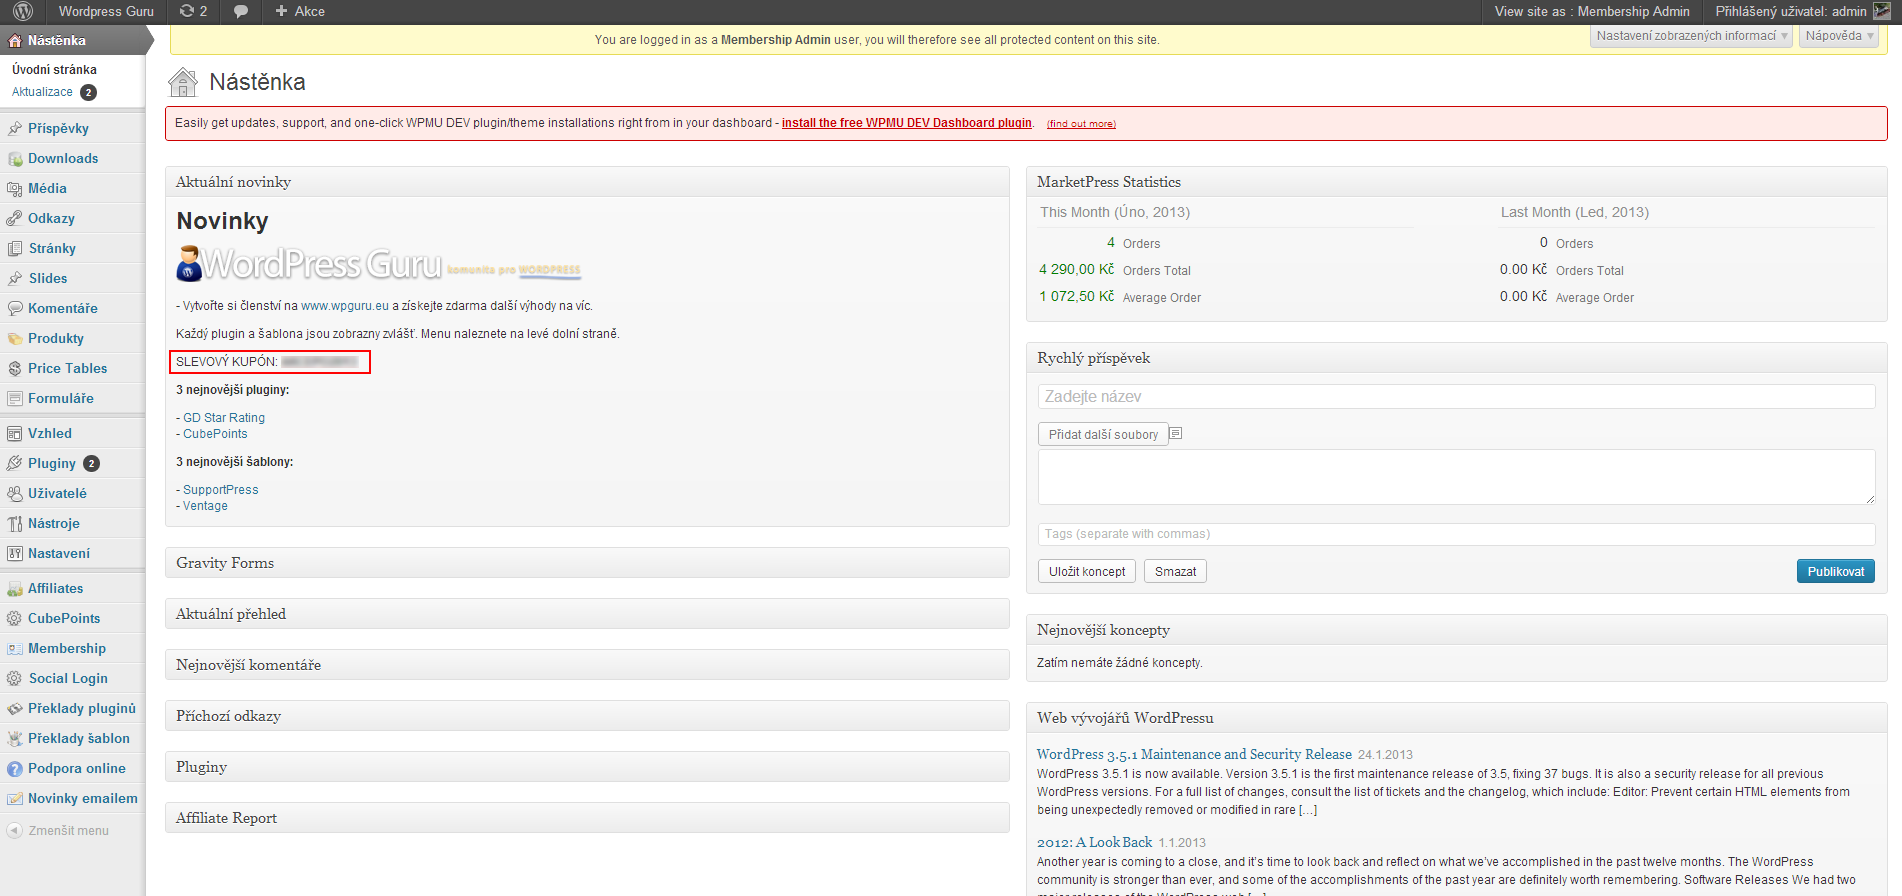 Wordpress Guru 2 Akce View site as : Membership Admin Přihlášený uživatel: admin
Nástěnka
Úvodní stránka
Aktualizace 2
Příspěvky
Downloads
Média
Odkazy
Stránky
Slides
Komentáře
Produkty
Price Tables
Formuláře
Vzhled
Pluginy 2
Uživatelé
Nástroje
Nastavení
Affiliates
CubePoints
Membership
Social Login
Překlady pluginů
Překlady šablon
Podpora online
Novinky emailem
Zmenšit menu
You are logged in as a Membership Admin user, you will therefore see all protected content on this site.
Nastavení zobrazených informací
Nápověda
Nástěnka
Easily get updates, support, and one-click WPMU DEV plugin/theme installations right from in your dashboard - install the free WPMU DEV Dashboard plugin. (find out more)
Aktuální novinky
Novinky
WordPress Guru komunita pro WORDPRESS
- Vytvořte si členství na www.wpguru.eu a získejte zdarma další výhody na víc.
Každý plugin a šablona jsou zobrazny zvlášť. Menu naleznete na levé dolní straně.
SLEVOVÝ KUPÓN:
3 nejnovější pluginy:
- GD Star Rating
- CubePoints
3 nejnovější šablony:
- SupportPress
- Ventage
Gravity Forms
Aktuální přehled
Nejnovější komentáře
Příchozí odkazy
Pluginy
Affiliate Report
MarketPress Statistics
This Month (Úno, 2013) Last Month (Led, 2013)
4 Orders 0 Orders
4 290,00 Kč Orders Total 0.00 Kč Orders Total
1 072,50 Kč Average Order 0.00 Kč Average Order
Rychlý příspěvek
Zadejte název
Přidat další soubory
Tags (separate with commas)
Uložit koncept Smazat Publikovat
Nejnovější koncepty
Zatím nemáte žádné koncepty.
Web vývojářů WordPressu
WordPress 3.5.1 Maintenance and Security Release 24.1.2013
WordPress 3.5.1 is now available. Version 3.5.1 is the first maintenance release of 3.5, fixing 37 bugs. It is also a security release for all previous
WordPress versions. For a full list of changes, consult the list of tickets and the changelog, which include: Editor: Prevent certain HTML elements from
being unexpectedly removed or modified in rare [...]
2012: A Look Back 1.1.2013
Another year is coming to a close, and it's time to look back and reflect on what we've accomplished in the past twelve months. The WordPress
community is stronger than ever, and some of the accomplishments of the past year are definitely worth remembering. Software Releases We had two
major releases of the WordPress web [...]